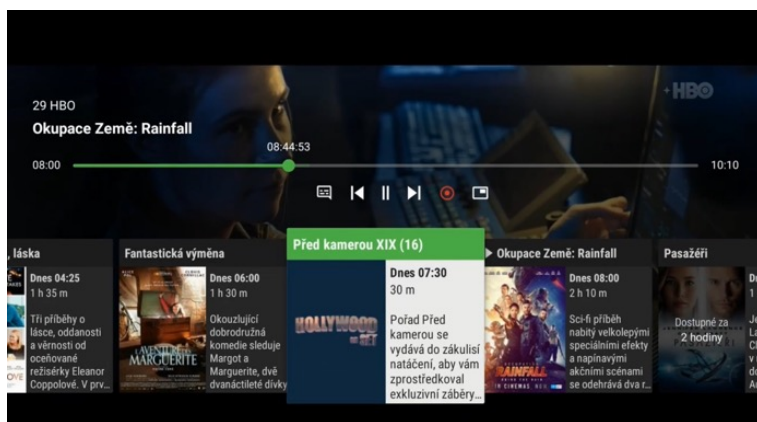 HBO
29 HBO
Okupace Země: Rainfall
08:44:53
08:00
10:10
, láska
Dnes 04:25
1 h 35 m
Tři příběhy o
lásce, oddanosti
a věrnosti od
oceňované
režisérky Eleanor
Coppolové. V prv...
Fantastická výměna
L'AVENTURE DE
MARGUERITE
Dnes 06:00
1 h 30 m
Okouzlující
dobrodružná
komedie sleduje
Margot a
Marguerite, dvě
dvanáctileté dívky
Před kamerou XIX (16)
HOLLYWOOD
Dnes 07:30
30 m
Pořad Před
kamerou se
vydává do zákulisí
natáčení, aby vám
zprostředkoval
exkluzivní záběry...
Okupace Země: Rainfall
RAINFALL
IN CINEMAS
Dnes 08:00
2 h 10 m
Sci-fi příběh
nabitý velkolepými
speciálními efekty
a napínavými
akčními scénami
se odehrává dva r...
Pasažéři
Dostupné za
2 hodiny
PASAŽÉŘI